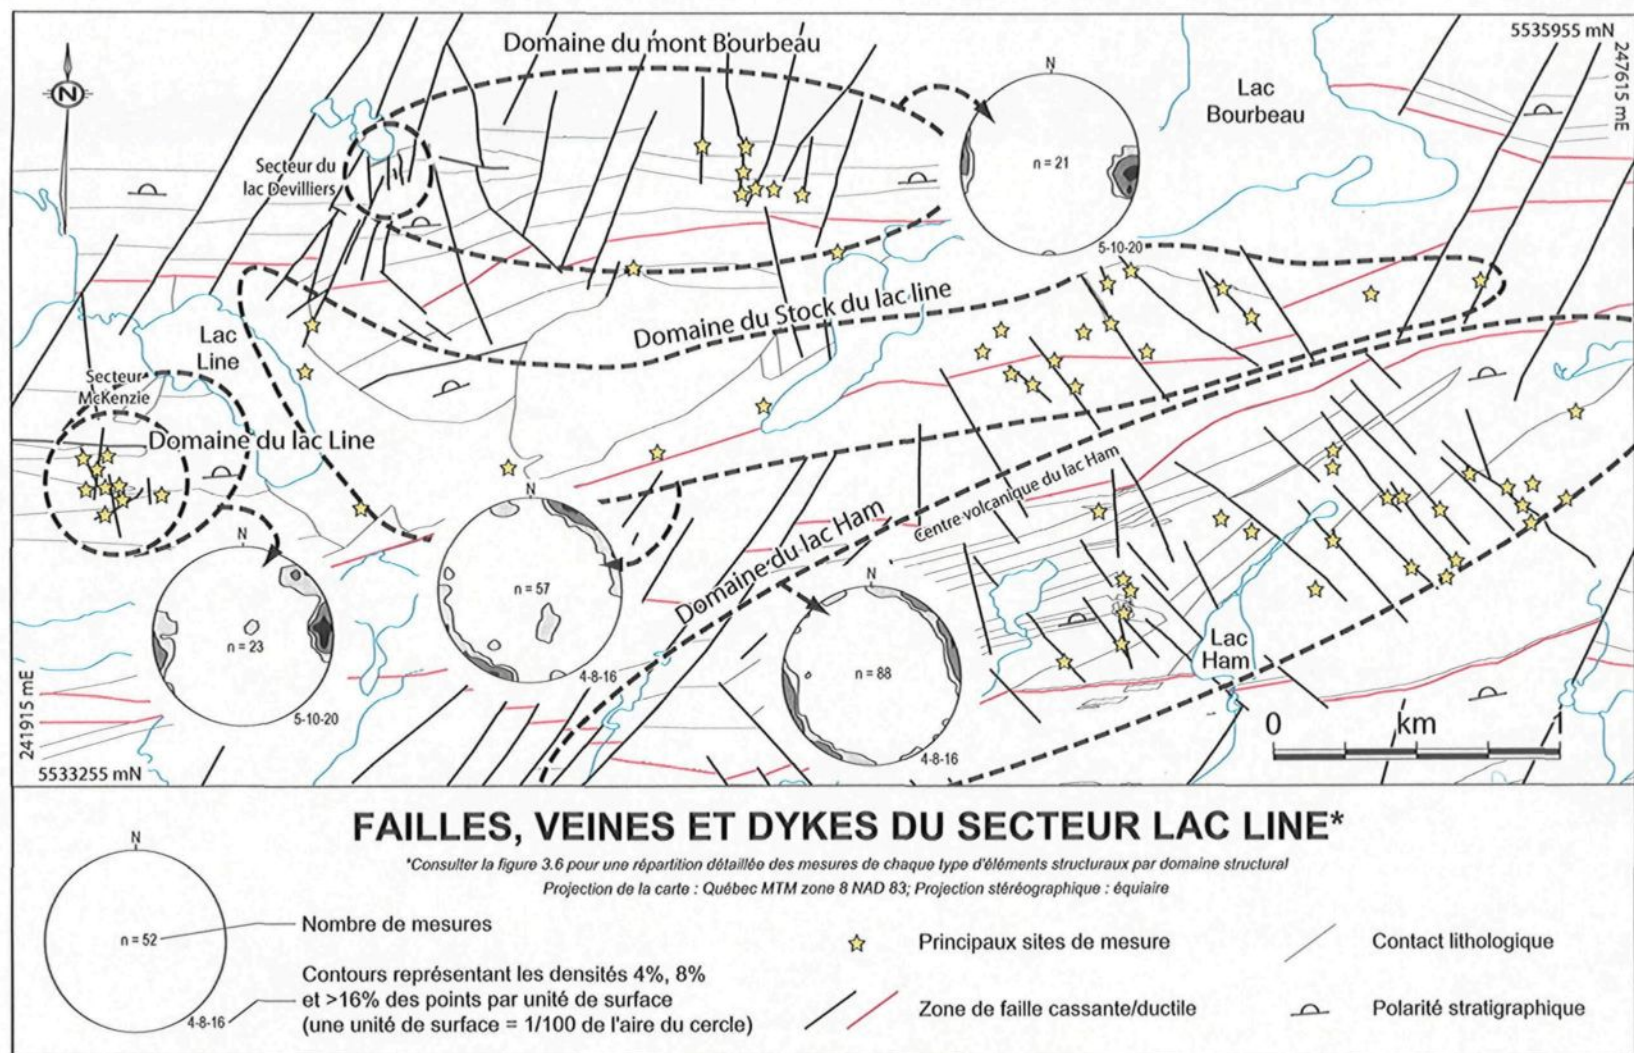 Domaine du mont Bourbeau
5535955 mN
247615 mE
N
N
Lac
Bourbeau
n = 21
Secteur du
lac Devilliers
5-10-20
Domaine du Stock du lac line
Lac
Line
Secteur
McKenzie
Domaine du lac Line
Centre volcanique du lac Ham
Domaine du lac Ham
N
n = 57
4-8-16
N
n = 23
5-10-20
N
n = 88
4-8-16
Lac
Ham
0 km 1
241915 mE
5533255 mN
FAILLES, VEINES ET DYKES DU SECTEUR LAC LINE*
*Consulter la figure 3.6 pour une répartition détaillée des mesures de chaque type d'éléments structuraux par domaine structural
Projection de la carte : Québec MTM zone 8 NAD 83; Projection stéréographique : équiaire
N
n = 52
4-8-16
Nombre de mesures
Contours représentant les densités 4%, 8%
et >16% des points par unité de surface
(une unité de surface = 1/100 de l'aire du cercle)
Principaux sites de mesure
Zone de faille cassante/ductile
Contact lithologique
Polarité stratigraphique